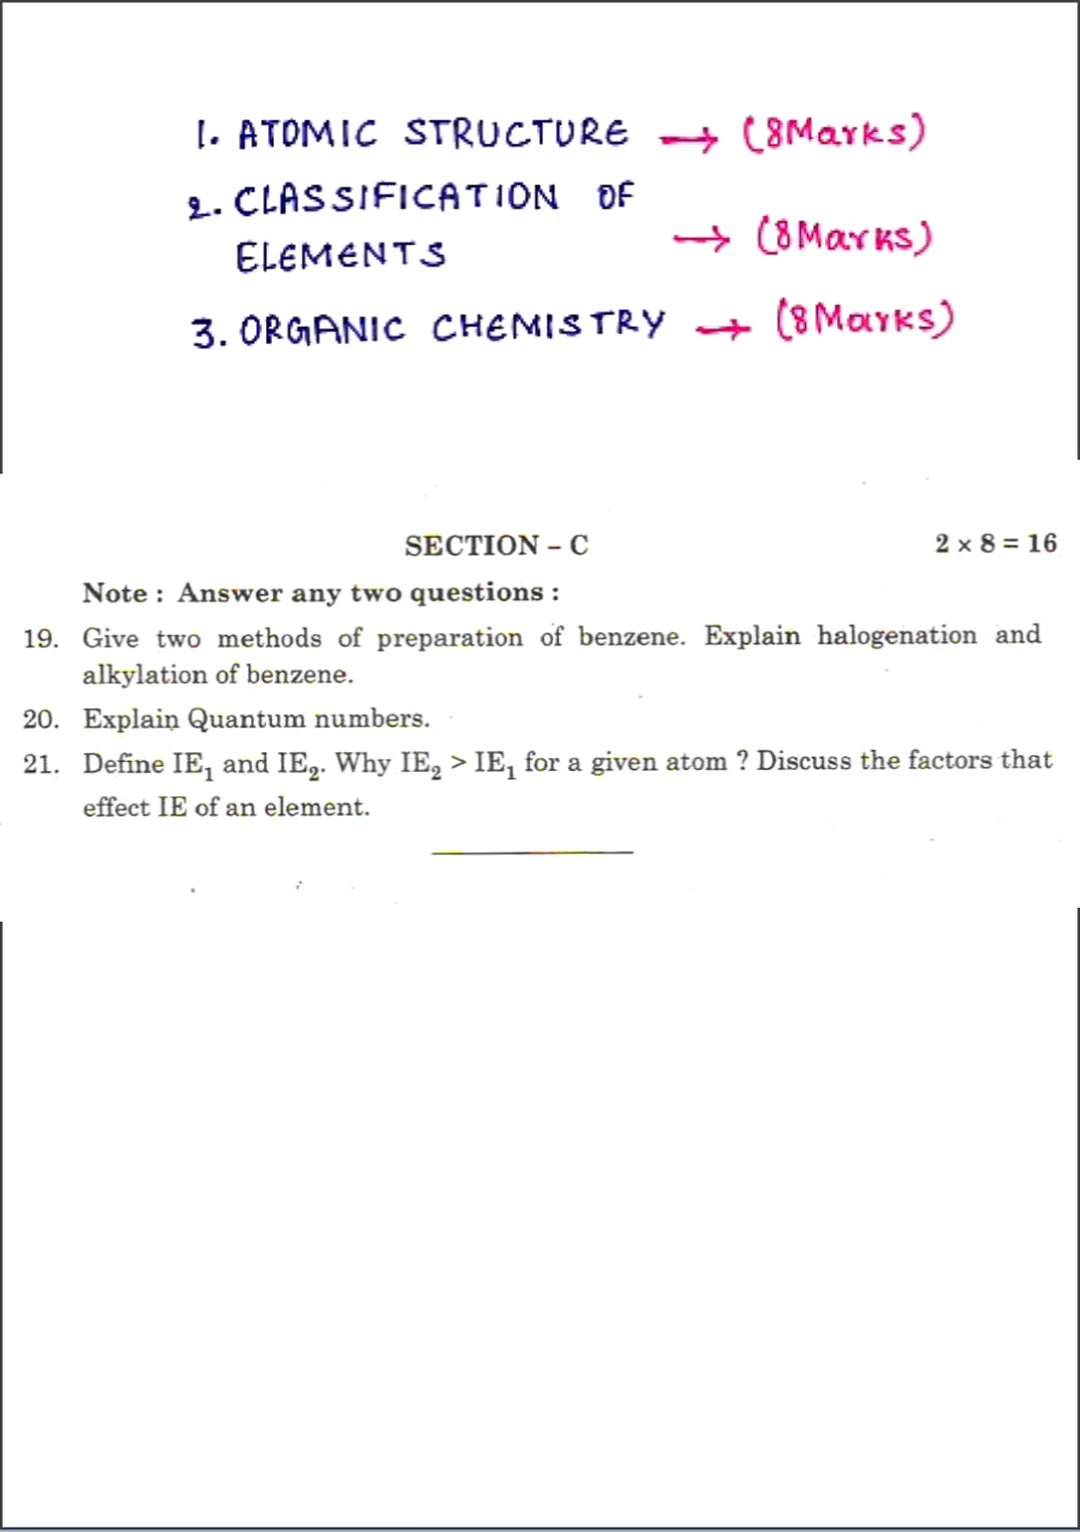 1. ATOMIC STRUCTURE → (8Marks)
2. CLASSIFICATION OF
ELEMENTS → (8Marks)
3. ORGANIC CHEMISTRY → (8Marks)
SECTION – C 2 × 8 = 16
Note : Answer any two questions :
19. Give two methods of preparation of benzene. Explain halogenation and
alkylation of benzene.
20. Explain Quantum numbers.
21. Define IE₁ and IE₂. Why IE₂ > IE₁ for a given atom ? Discuss the factors that
effect IE of an element.